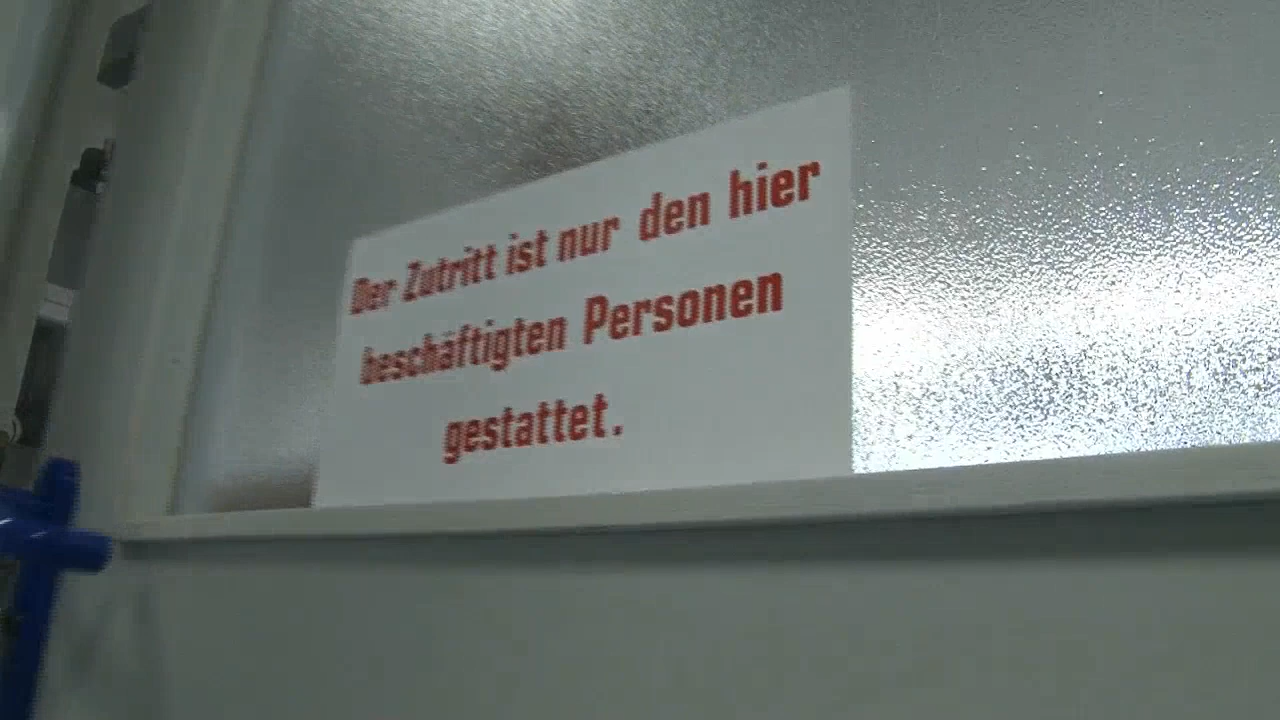 Der Zutritt ist nur den hier
beschäftigten Personen
gestattet.